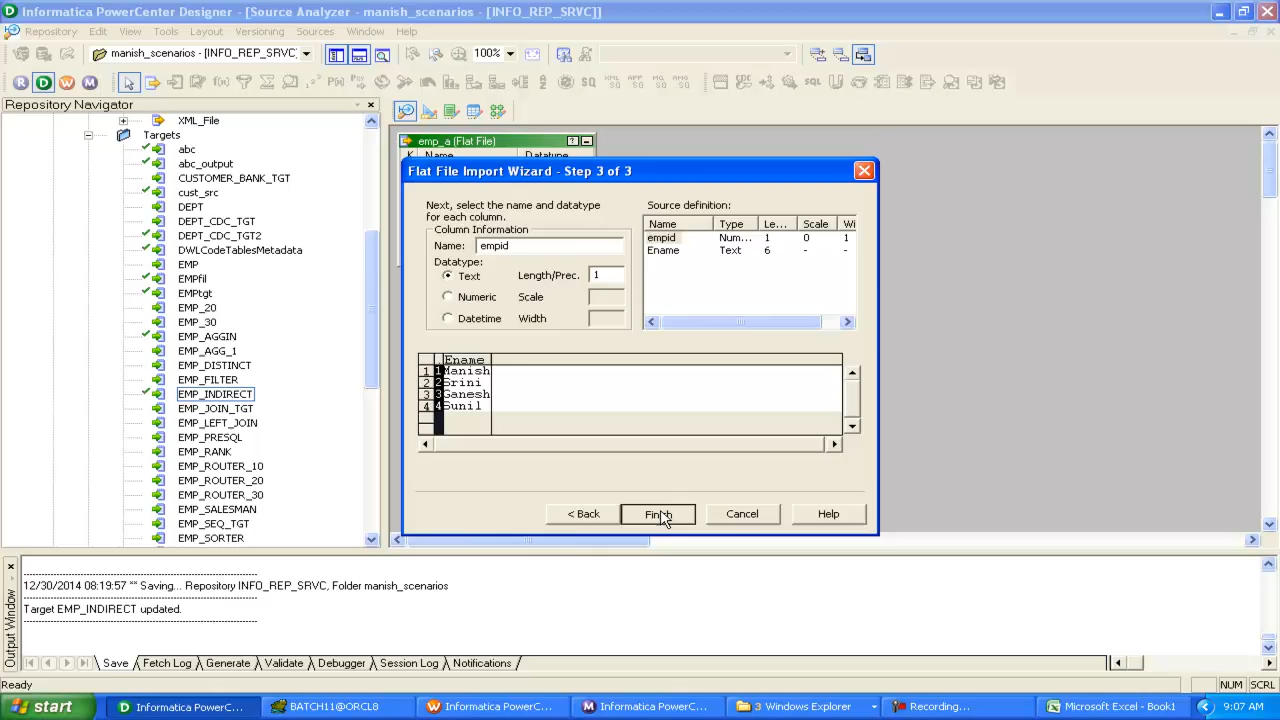 Informatica PowerCenter Designer - [Source Analyzer - manish_scenarios - [INFO_REP_SRVC]]
Repository Edit View Tools Layout Versioning Sources Window Help
manish_scenarios - (INFO_REP_SRVC 100%
Repository Navigator
XML_File
Targets
abc
abc_output
CUSTOMER_BANK_TGT
cust_src
DEPT
DEPT_CDC_TGT
DEPT_CDC_TGT2
DWLCodeTablesMetadata
EMP
EMPfil
EMPtgt
EMP_20
EMP_30
EMP_AGGIN
EMP_AGG_1
EMP_DISTINCT
EMP_FILTER
EMP_INDIRECT
EMP_JOIN_TGT
EMP_LEFT_JOIN
EMP_PRESQL
EMP_RANK
EMP_ROUTER_10
EMP_ROUTER_20
EMP_ROUTER_30
EMP_SALESMAN
EMP_SEQ_TGT
EMP_SORTER
emp_a (Flat File)
K Name Datatype
Flat File Import Wizard - Step 3 of 3
Next, select the name and datatype
for each column.
Column Information
Name: empid
Datatype:
Text Length/Prec. 1
Numeric Scale
Datetime Width
Source definition:
Name Type Le... Scale Wi
empid Num... 1 0 1
Ename Text 6 - -
Ename
1 1 Manish
2 2 Srini
3 3 Ganesh
4 4 Sunil
< Back Finish Cancel Help
Output Window
12/30/2014 08:19:57 ** Saving... Repository INFO_REP_SRVC, Folder manish_scenarios
Target EMP_INDIRECT updated.
Save Fetch Log Generate Validate Debugger Session Log Notifications
Ready NUM SCRL
start Informatica PowerC... BATCH11@ORCL8 Informatica PowerC... Informatica PowerC... 3 Windows Explorer Recording... Microsoft Excel - Book1 9:07 AM